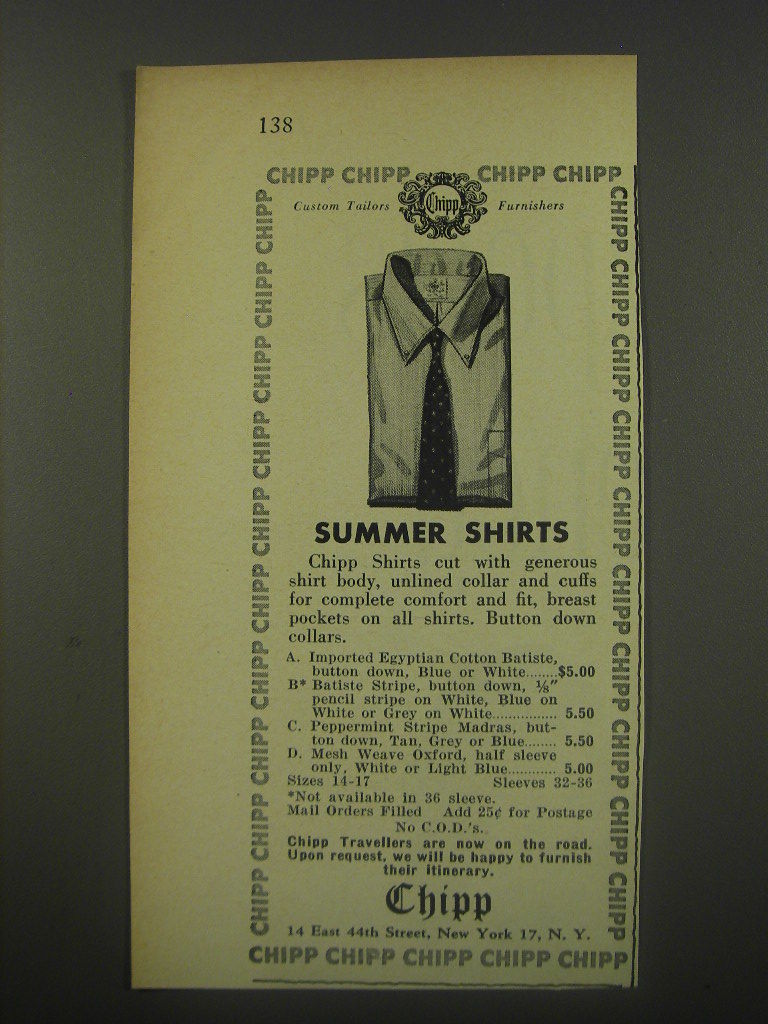 138
CHIPP CHIPP CHIPP CHIPP
Custom Tailors Chipp Furnishers
CHIPP CHIPP CHIPP CHIPP CHIPP CHIPP CHIPP CHIPP CHIPP CHIPP
CHIPP CHIPP CHIPP CHIPP CHIPP CHIPP CHIPP CHIPP CHIPP CHIPP
SUMMER SHIRTS
Chipp Shirts cut with generous
shirt body, unlined collar and cuffs
for complete comfort and fit, breast
pockets on all shirts. Button down
collars.
A. Imported Egyptian Cotton Batiste,
button down, Blue or White........$5.00
B* Batiste Stripe, button down, ⅛"
pencil stripe on White, Blue on
White or Grey on White................ 5.50
C. Peppermint Stripe Madras, but-
ton down, Tan, Grey or Blue........ 5.50
D. Mesh Weave Oxford, half sleeve
only, White or Light Blue............ 5.00
Sizes 14-17 Sleeves 32-36
*Not available in 36 sleeve.
Mail Orders Filled Add 25¢ for Postage
No C.O.D.'s.
Chipp Travellers are now on the road.
Upon request, we will be happy to furnish
their itinerary.
Chipp
14 East 44th Street, New York 17, N. Y.
CHIPP CHIPP CHIPP CHIPP CHIPP